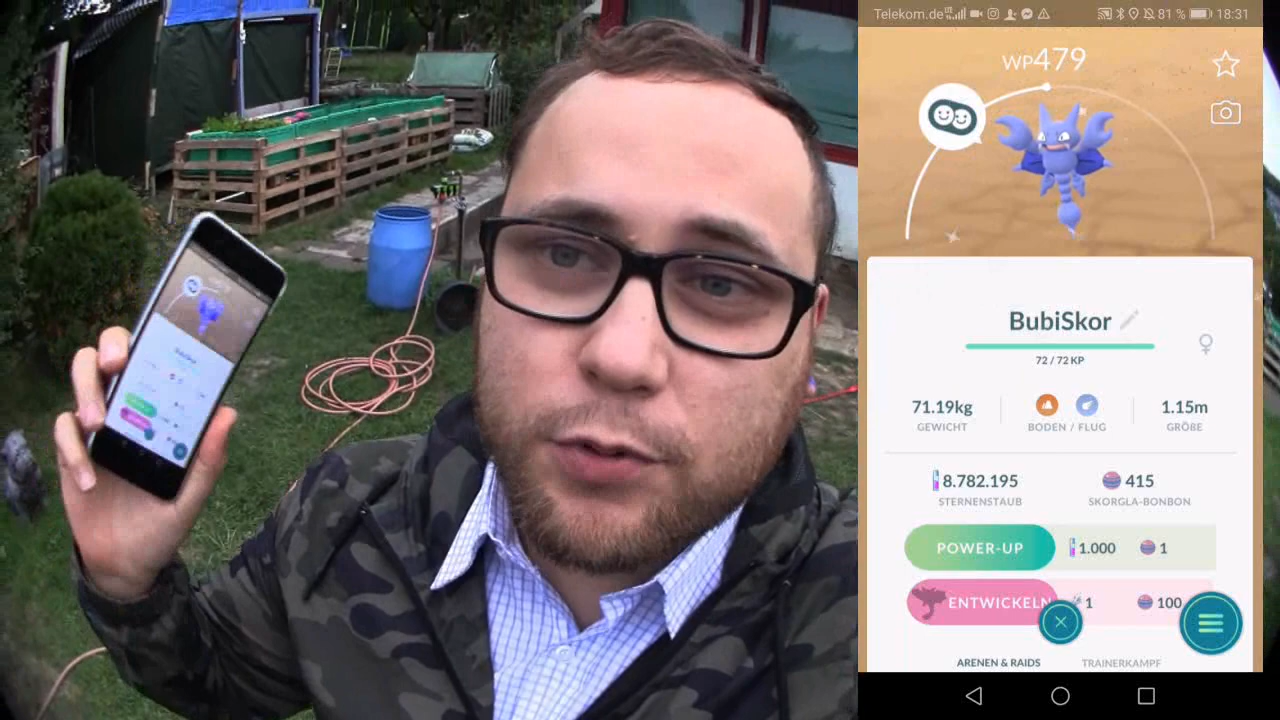 Telekom.de 81 % 18:31
WP479
BubiSkor
72 / 72 KP
71.19kg
GEWICHT
BODEN / FLUG
1.15m
GRÖßE
8.782.195
STERNENSTAUB
415
SKORGLA-BONBON
POWER-UP 1.000 1
ENTWICKELN 1 100
ARENEN & RAIDS TRAINERKAMPF